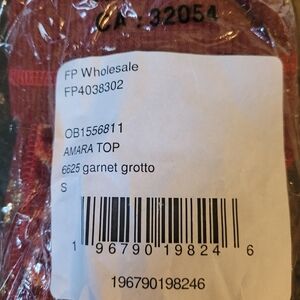 CA 32054
FP Wholesale
FP4038302
OB1556811
AMARA TOP
6625 garnet grotto
S
1 96790 19824 6
196790198246